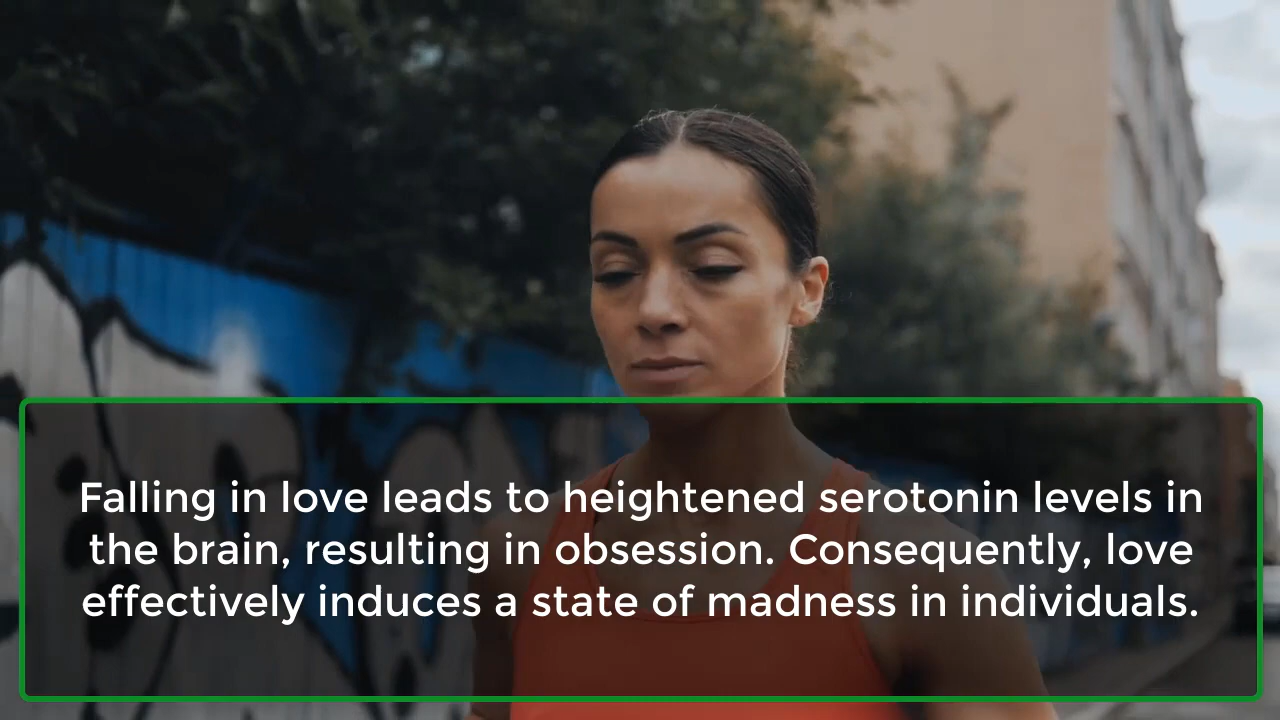 Falling in love leads to heightened serotonin levels in
the brain, resulting in obsession. Consequently, love
effectively induces a state of madness in individuals.